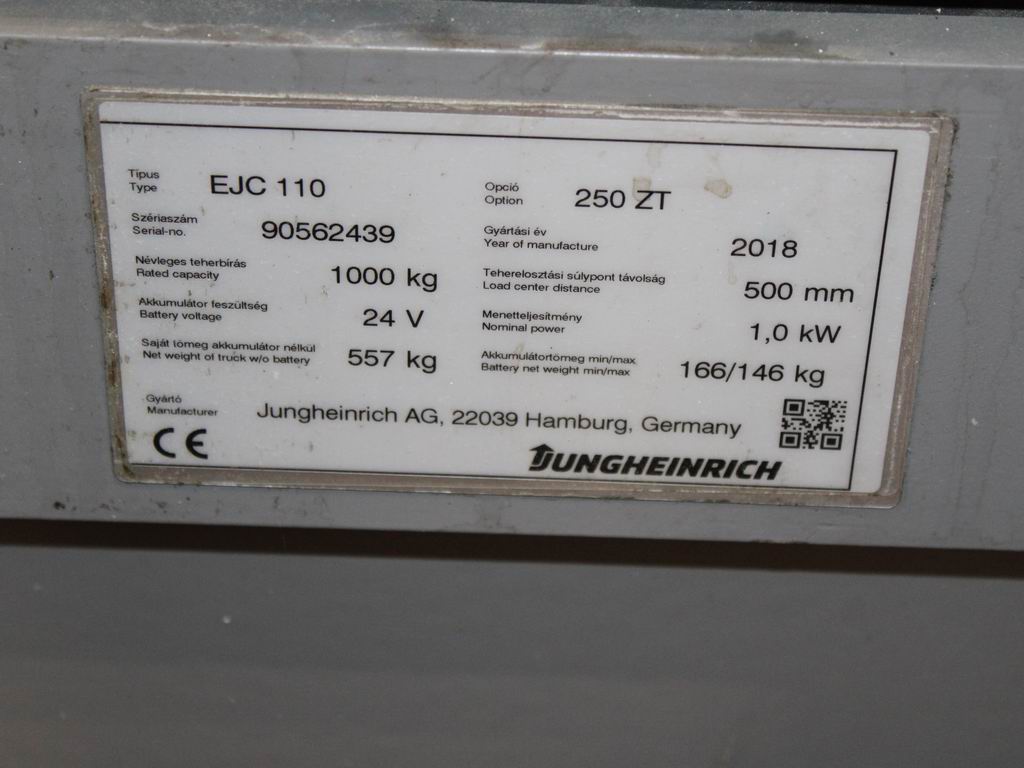 Típus
Type
EJC 110
Opció
Option
250 ZT
Szériaszám
Serial-no.
90562439
Gyártási év
Year of manufacture
2018
Névleges teherbírás
Rated capacity
1000 kg
Teherelosztási súlypont távolság
Load center distance
500 mm
Akkumulátor feszültség
Battery voltage
24 V
Menetteljesítmény
Nominal power
1,0 kW
Saját tömeg akkumulátor nélkül
Net weight of truck w/o battery
557 kg
Akkumulátortömeg min/max
Battery net weight min/max
166/146 kg
Gyártó
Manufacturer
Jungheinrich AG, 22039 Hamburg, Germany
CE
JUNGHEINRICH